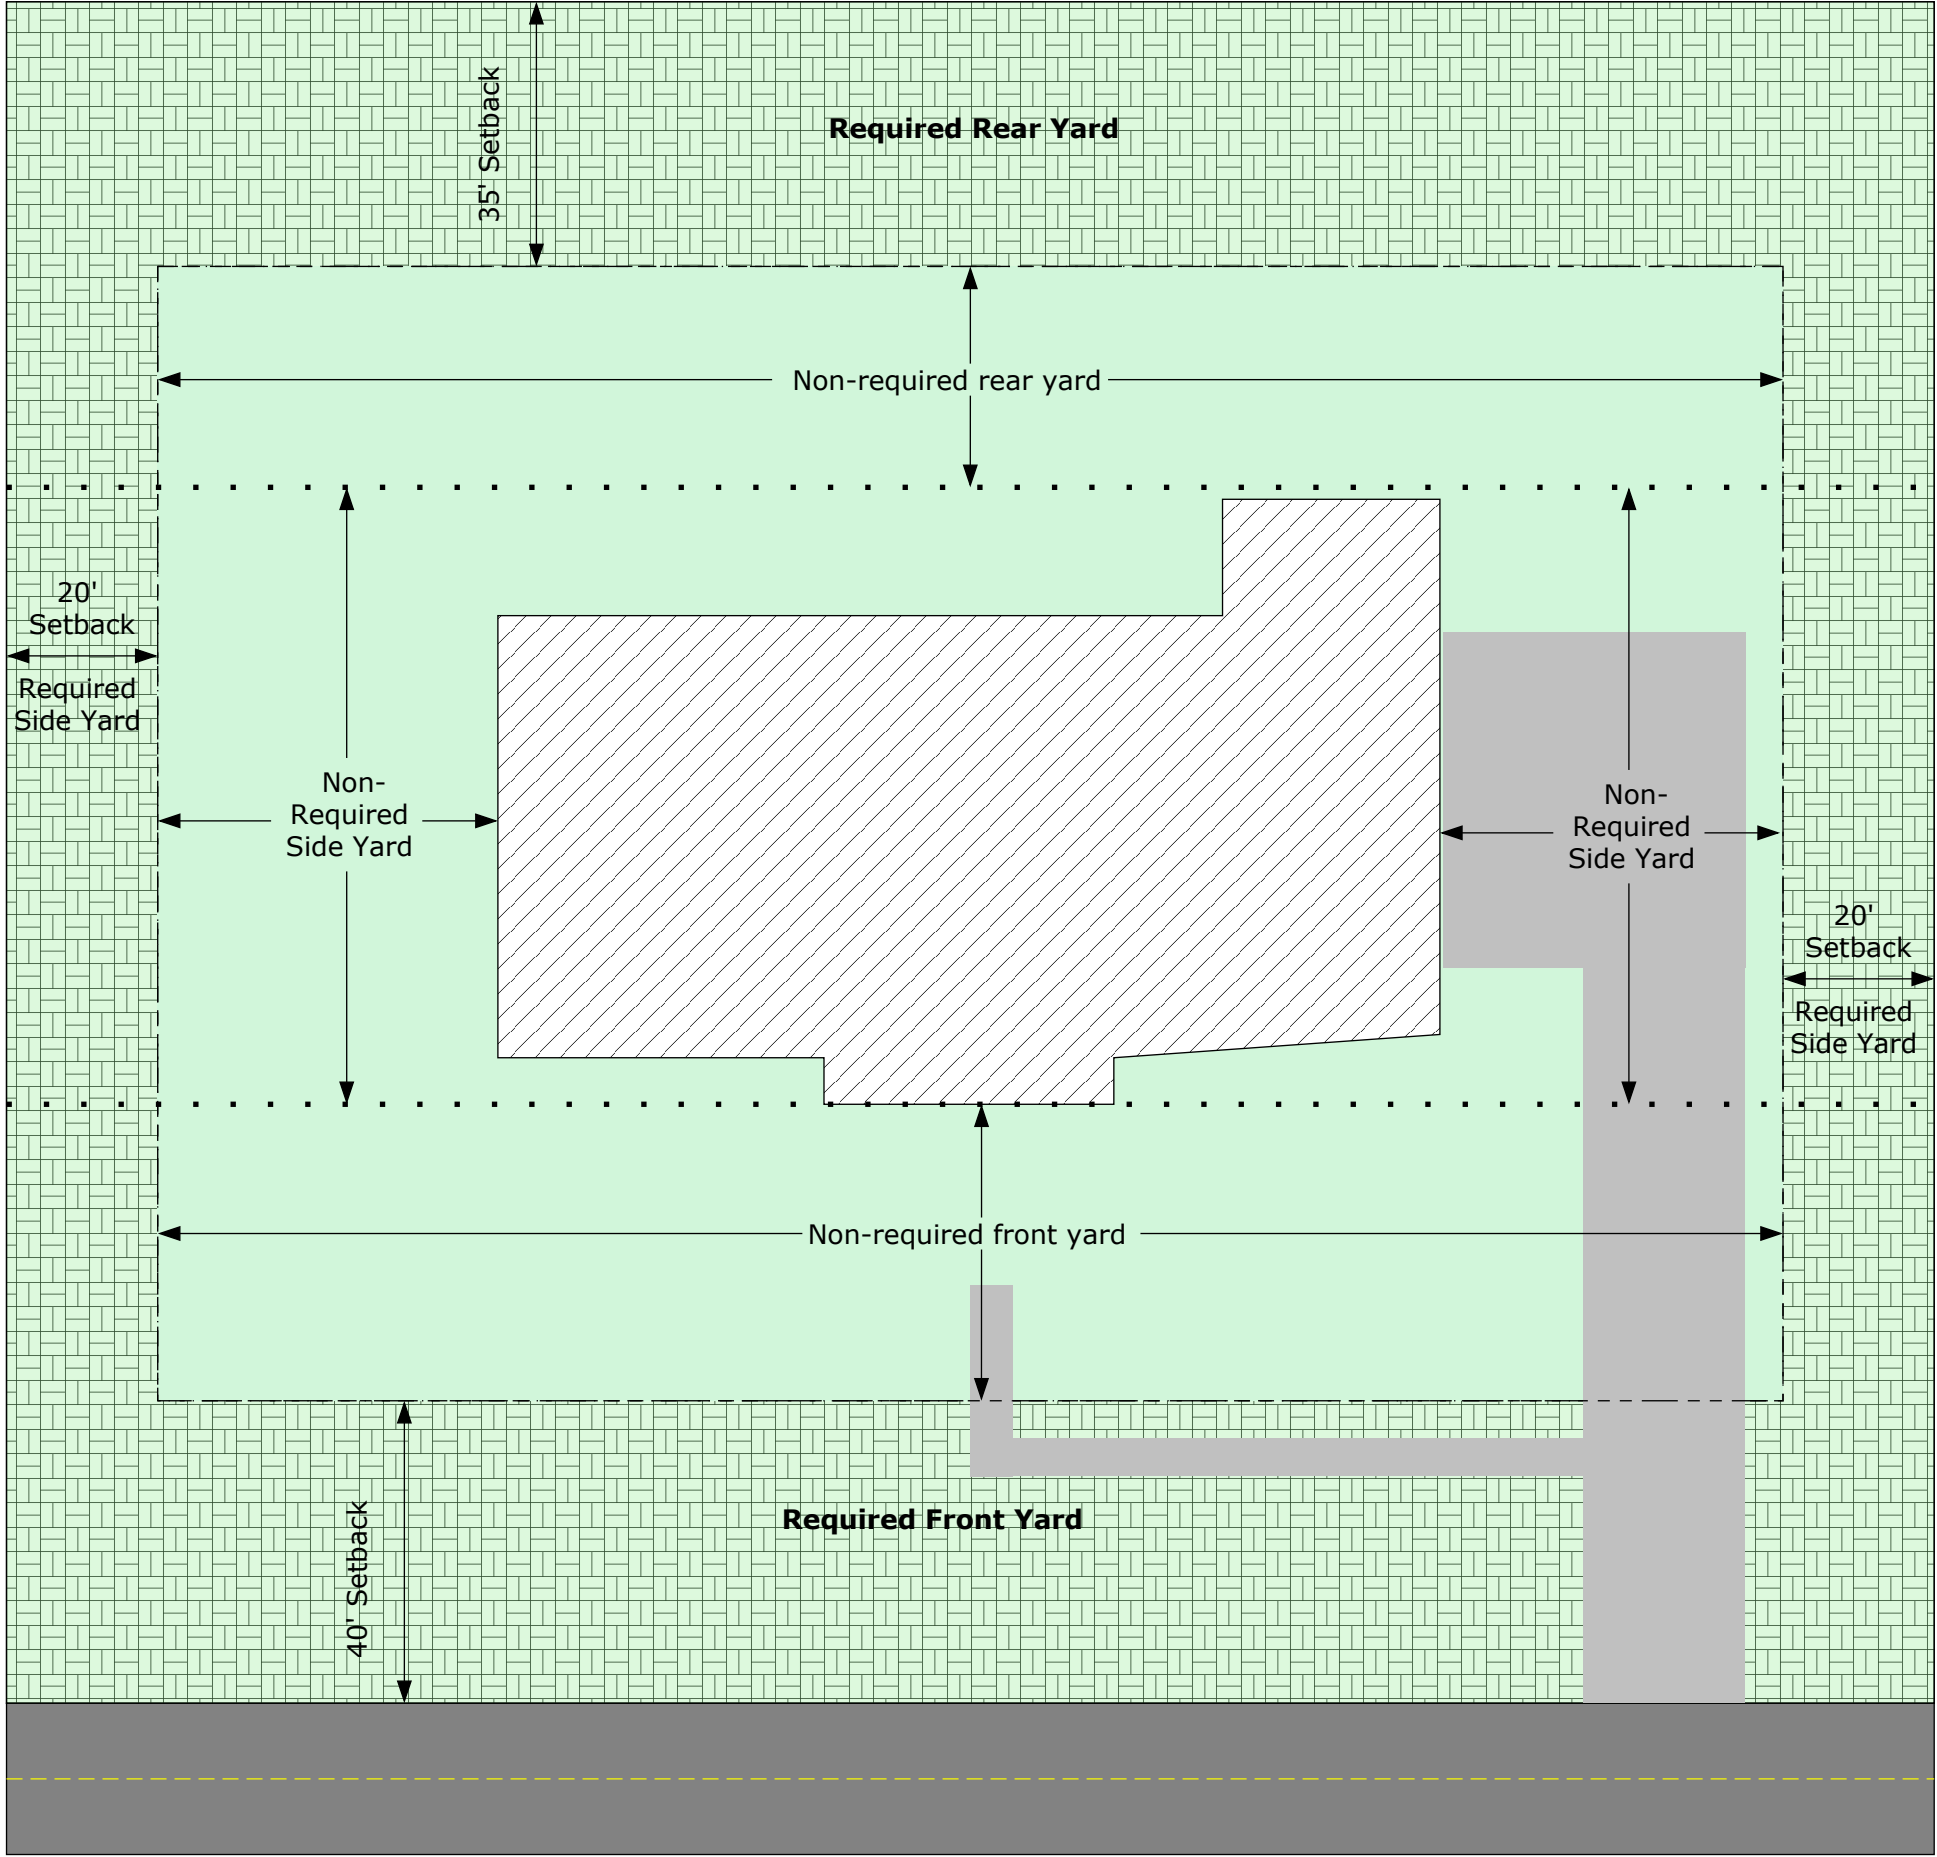 35' Setback
Required Rear Yard
Non-required rear yard
20'
Setback
Required
Side Yard
Non-
Required
Side Yard
Non-
Required
Side Yard
20'
Setback
Required
Side Yard
Non-required front yard
40' Setback
Required Front Yard